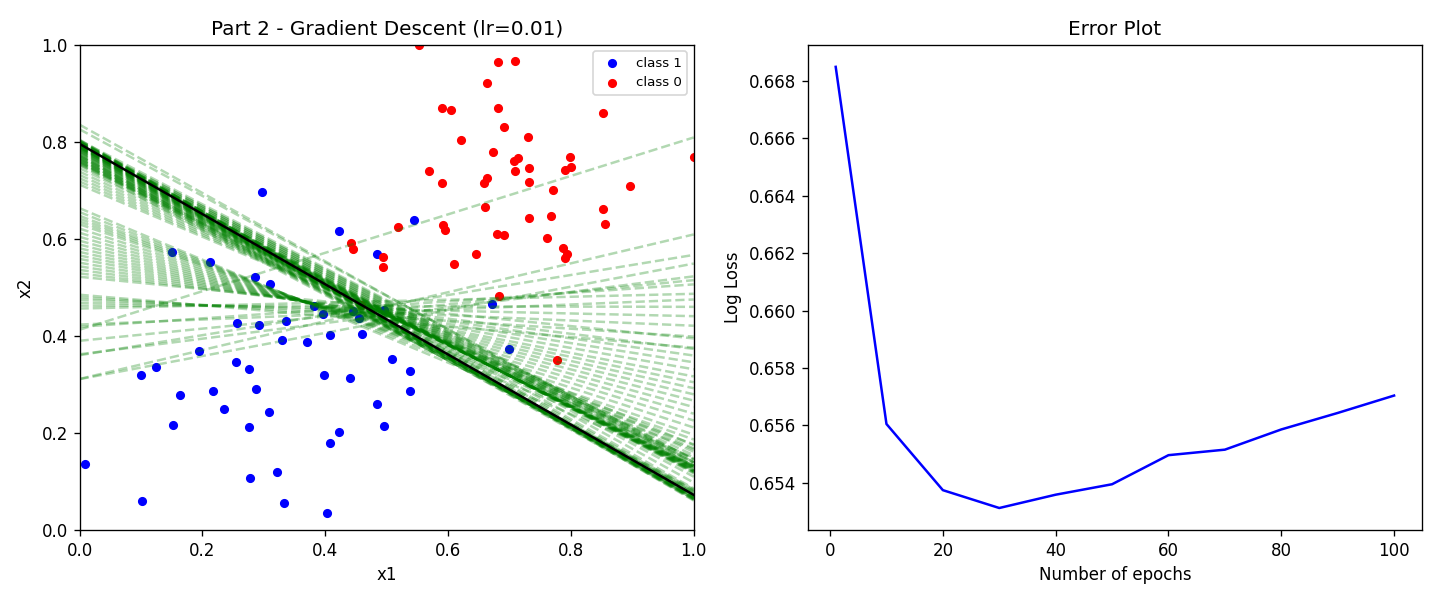 Part 2 - Gradient Descent (lr=0.01)
class 1
class 0
1.0
0.8
0.6
0.4
0.2
0.0
x2
0.0 0.2 0.4 0.6 0.8 1.0
x1
Error Plot
0.668
0.666
0.664
0.662
0.660
0.658
0.656
0.654
Log Loss
0 20 40 60 80 100
Number of epochs